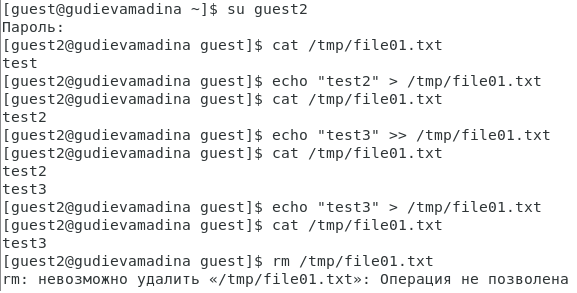 [guest@gudievamadina ~]$ su guest2
Пароль:
[guest2@gudievamadina guest]$ cat /tmp/file01.txt
test
[guest2@gudievamadina guest]$ echo "test2" > /tmp/file01.txt
[guest2@gudievamadina guest]$ cat /tmp/file01.txt
test2
[guest2@gudievamadina guest]$ echo "test3" >> /tmp/file01.txt
[guest2@gudievamadina guest]$ cat /tmp/file01.txt
test2
test3
[guest2@gudievamadina guest]$ echo "test3" > /tmp/file01.txt
[guest2@gudievamadina guest]$ cat /tmp/file01.txt
test3
[guest2@gudievamadina guest]$ rm /tmp/file01.txt
rm: невозможно удалить «/tmp/file01.txt»: Операция не позволена